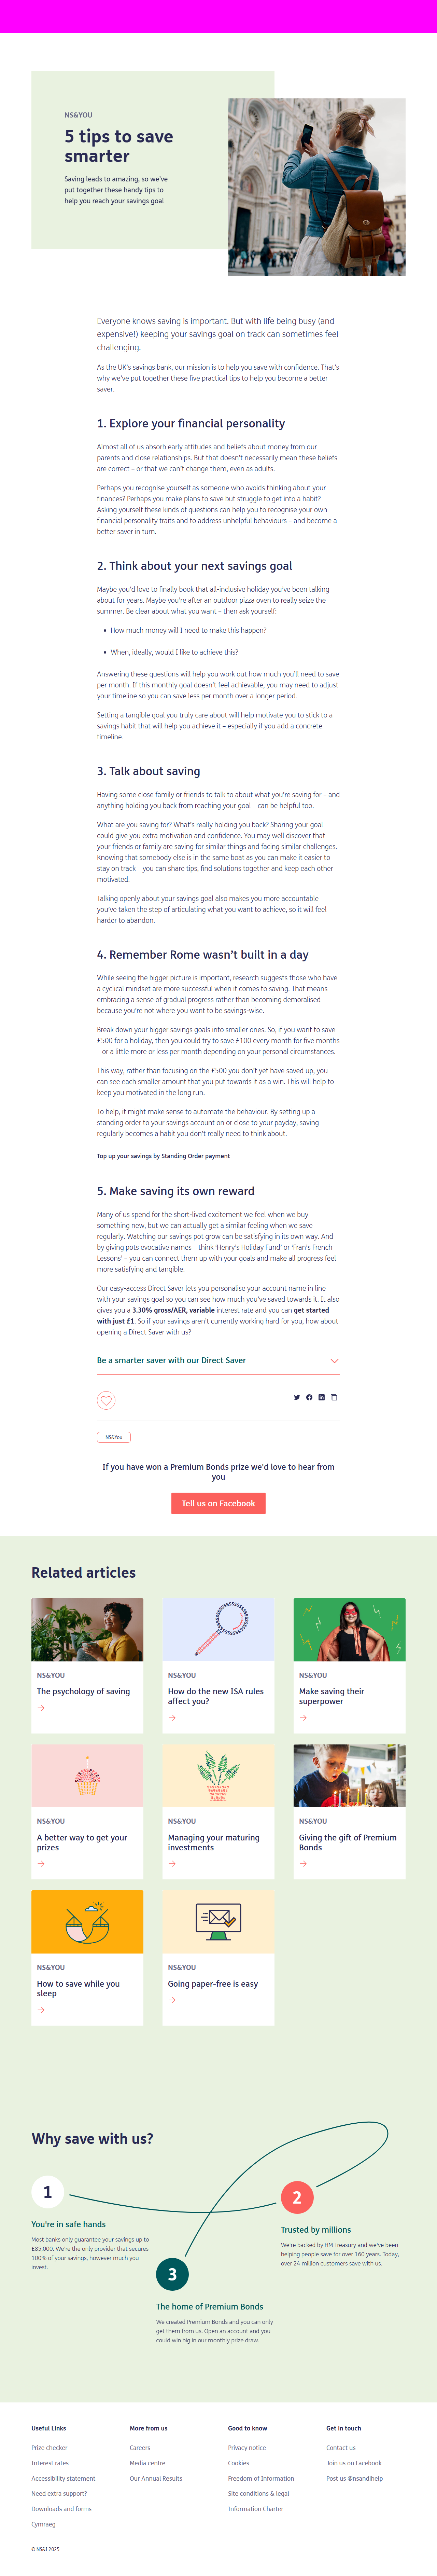 NS&YOU
5 tips to save
smarter
Saving leads to amazing, so we've
put together these handy tips to
help you reach your savings goal
Everyone knows saving is important. But with life being busy (and
expensive!) keeping your savings goal on track can sometimes feel
challenging.
As the UK's savings bank, our mission is to help you save with confidence. That's
why we've put together these five practical tips to help you become a better
saver.
1. Explore your financial personality
Almost all of us absorb early attitudes and beliefs about money from our
parents and close relationships. But that doesn't necessarily mean these beliefs
are correct – or that we can't change them, even as adults.
Perhaps you recognise yourself as someone who avoids thinking about your
finances? Perhaps you make plans to save but struggle to get into a habit?
Asking yourself these kinds of questions can help you to recognise your own
financial personality traits and to address unhelpful behaviours – and become a
better saver in turn.
2. Think about your next savings goal
Maybe you'd love to finally book that all-inclusive holiday you've been talking
about for years. Maybe you're after an outdoor pizza oven to really seize the
summer. Be clear about what you want – then ask yourself:
• How much money will I need to make this happen?
• When, ideally, would I like to achieve this?
Answering these questions will help you work out how much you'll need to save
per month. If this monthly goal doesn't feel achievable, you may need to adjust
your timeline so you can save less per month over a longer period.
Setting a tangible goal you truly care about will help motivate you to stick to a
savings habit that will help you achieve it – especially if you add a concrete
timeline.
3. Talk about saving
Having some close family or friends to talk to about what you're saving for – and
anything holding you back from reaching your goal – can be helpful too.
What are you saving for? What's really holding you back? Sharing your goal
could give you extra motivation and confidence. You may well discover that
your friends or family are saving for similar things and facing similar challenges.
Knowing that somebody else is in the same boat as you can make it easier to
stay on track – you can share tips, find solutions together and keep each other
motivated.
Talking openly about your savings goal also makes you more accountable –
you've taken the step of articulating what you want to achieve, so it will feel
harder to abandon.
4. Remember Rome wasn't built in a day
While seeing the bigger picture is important, research suggests those who have
a cyclical mindset are more successful when it comes to saving. That means
embracing a sense of gradual progress rather than becoming demoralised
because you're not where you want to be savings-wise.
Break down your bigger savings goals into smaller ones. So, if you want to save
£500 for a holiday, then you could try to save £100 every month for five months
– or a little more or less per month depending on your personal circumstances.
This way, rather than focusing on the £500 you don't yet have saved up, you
can see each smaller amount that you put towards it as a win. This will help to
keep you motivated in the long run.
To help, it might make sense to automate the behaviour. By setting up a
standing order to your savings account on or close to your payday, saving
regularly becomes a habit you don't really need to think about.
Top up your savings by Standing Order payment
5. Make saving its own reward
Many of us spend for the short-lived excitement we feel when we buy
something new, but we can actually get a similar feeling when we save
regularly. Watching our savings pot grow can be satisfying in its own way. And
by giving pots evocative names – think 'Henry's Holiday Fund' or 'Fran's French
Lessons' – you can connect them up with your goals and make all progress feel
more satisfying and tangible.
Our easy-access Direct Saver lets you personalise your account name in line
with your savings goal so you can see how much you've saved towards it. It also
gives you a 3.30% gross/AER, variable interest rate and you can get started
with just £1. So if your savings aren't currently working hard for you, how about
opening a Direct Saver with us?
Be a smarter saver with our Direct Saver
NS&You
If you have won a Premium Bonds prize we'd love to hear from
you
Tell us on Facebook
Related articles
NS&YOU
The psychology of saving
NS&YOU
How do the new ISA rules
affect you?
NS&YOU
Make saving their
superpower
NS&YOU
A better way to get your
prizes
NS&YOU
Managing your maturing
investments
NS&YOU
Giving the gift of Premium
Bonds
NS&YOU
How to save while you
sleep
NS&YOU
Going paper-free is easy
Why save with us?
1
You're in safe hands
Most banks only guarantee your savings up to
£85,000. We're the only provider that secures
100% of your savings, however much you
invest.
2
Trusted by millions
We're backed by HM Treasury and we've been
helping people save for over 160 years. Today,
over 24 million customers save with us.
3
The home of Premium Bonds
We created Premium Bonds and you can only
get them from us. Open an account and you
could win big in our monthly prize draw.
Useful Links
Prize checker
Interest rates
Accessibility statement
Need extra support?
Downloads and forms
Cymraeg
More from us
Careers
Media centre
Our Annual Results
Good to know
Privacy notice
Cookies
Freedom of Information
Site conditions & legal
Information Charter
Get in touch
Contact us
Join us on Facebook
Post us @nsandihelp
© NS&I 2025